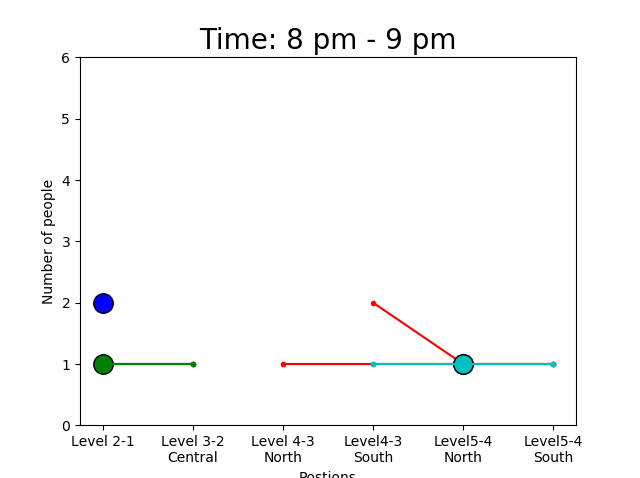 Time: 8 pm - 9 pm
Number of people
6
5
4
3
2
1
0
Level 2-1
Level 3-2
Central
Level 4-3
North
Level4-3
South
Level5-4
North
Level5-4
South
Postions